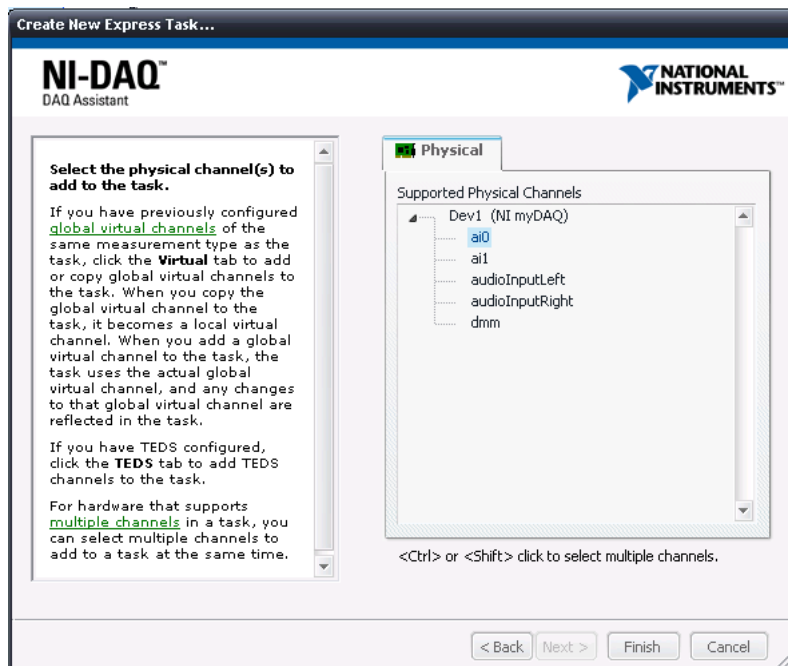 Create New Express Task...
NI-DAQ™
DAQ Assistant
NATIONAL
INSTRUMENTS™
Select the physical channel(s) to
add to the task.
If you have previously configured
global virtual channels of the
same measurement type as the
task, click the Virtual tab to add
or copy global virtual channels to
the task. When you copy the
global virtual channel to the
task, it becomes a local virtual
channel. When you add a global
virtual channel to the task, the
task uses the actual global
virtual channel, and any changes
to that global virtual channel are
reflected in the task.
If you have TEDS configured,
click the TEDS tab to add TEDS
channels to the task.
For hardware that supports
multiple channels in a task, you
can select multiple channels to
add to a task at the same time.
Physical
Supported Physical Channels
Dev1 (NI myDAQ)
ai0
ai1
audioInputLeft
audioInputRight
dmm
<Ctrl> or <Shift> click to select multiple channels.
< Back
Next >
Finish
Cancel